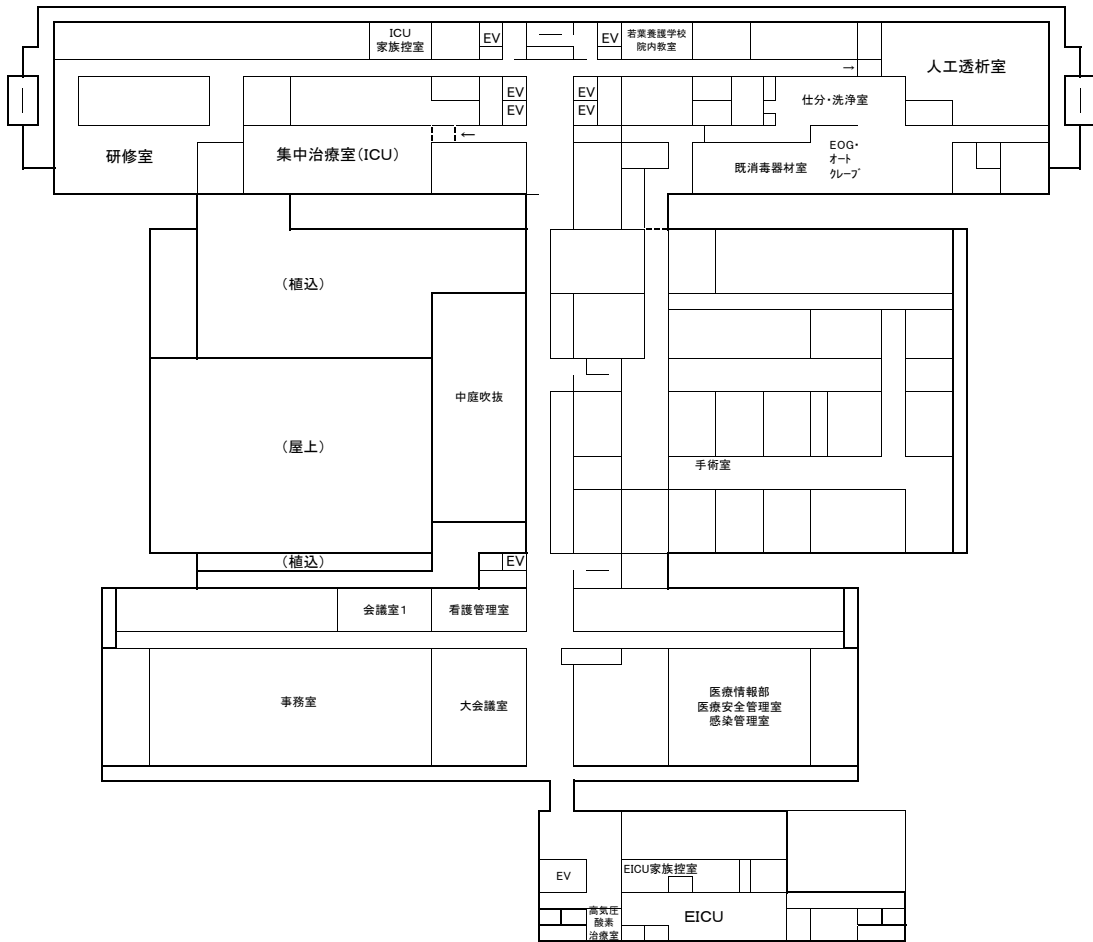 ICU
家族控室
EV
EV
若葉養護学校
院内教室
→
人工透析室
EV
EV
EV
EV
仕分・洗浄室
←
研修室
集中治療室(ICU)
既消毒器材室
EOG・
オート
クレーブ
(植込)
中庭吹抜
(屋上)
手術室
(植込)
EV
会議室1
看護管理室
事務室
大会議室
医療情報部
医療安全管理室
感染管理室
EV
EICU家族控室
高気圧
酸素
治療室
EICU